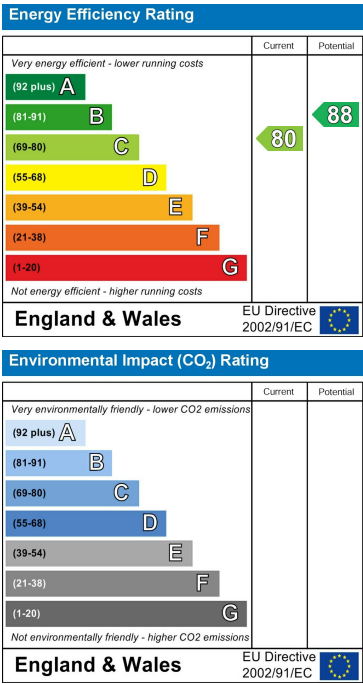 Energy Efficiency Rating
Current Potential
Very energy efficient - lower running costs
(92 plus) A
(81-91) B
(69-80) C
(55-68) D
(39-54) E
(21-38) F
(1-20) G
80
88
Not energy efficient - higher running costs
England & Wales
EU Directive
2002/91/EC
Environmental Impact (CO₂) Rating
Current Potential
Very environmentally friendly - lower CO2 emissions
(92 plus) A
(81-91) B
(69-80) C
(55-68) D
(39-54) E
(21-38) F
(1-20) G
Not environmentally friendly - higher CO2 emissions
England & Wales
EU Directive
2002/91/EC